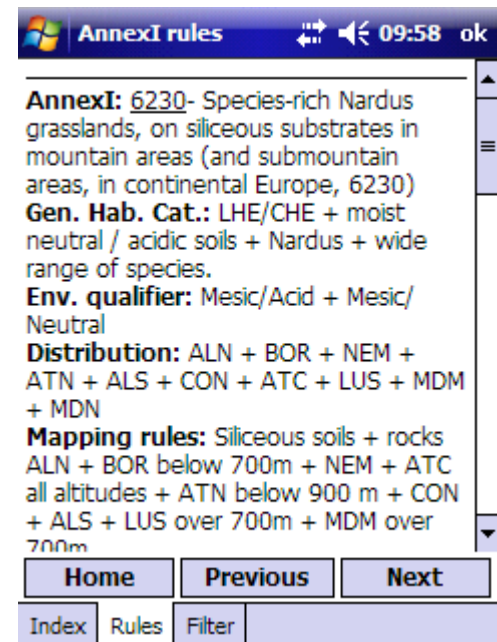 AnnexI rules 09:58 ok
AnnexI: 6230- Species-rich Nardus
grasslands, on siliceous substrates in
mountain areas (and submountain
areas, in continental Europe, 6230)
Gen. Hab. Cat.: LHE/CHE + moist
neutral / acidic soils + Nardus + wide
range of species.
Env. qualifier: Mesic/Acid + Mesic/
Neutral
Distribution: ALN + BOR + NEM +
ATN + ALS + CON + ATC + LUS + MDM
+ MDN
Mapping rules: Siliceous soils + rocks
ALN + BOR below 700m + NEM + ATC
all altitudes + ATN below 900 m + CON
+ ALS + LUS over 700m + MDM over
700m
Home Previous Next
Index Rules Filter